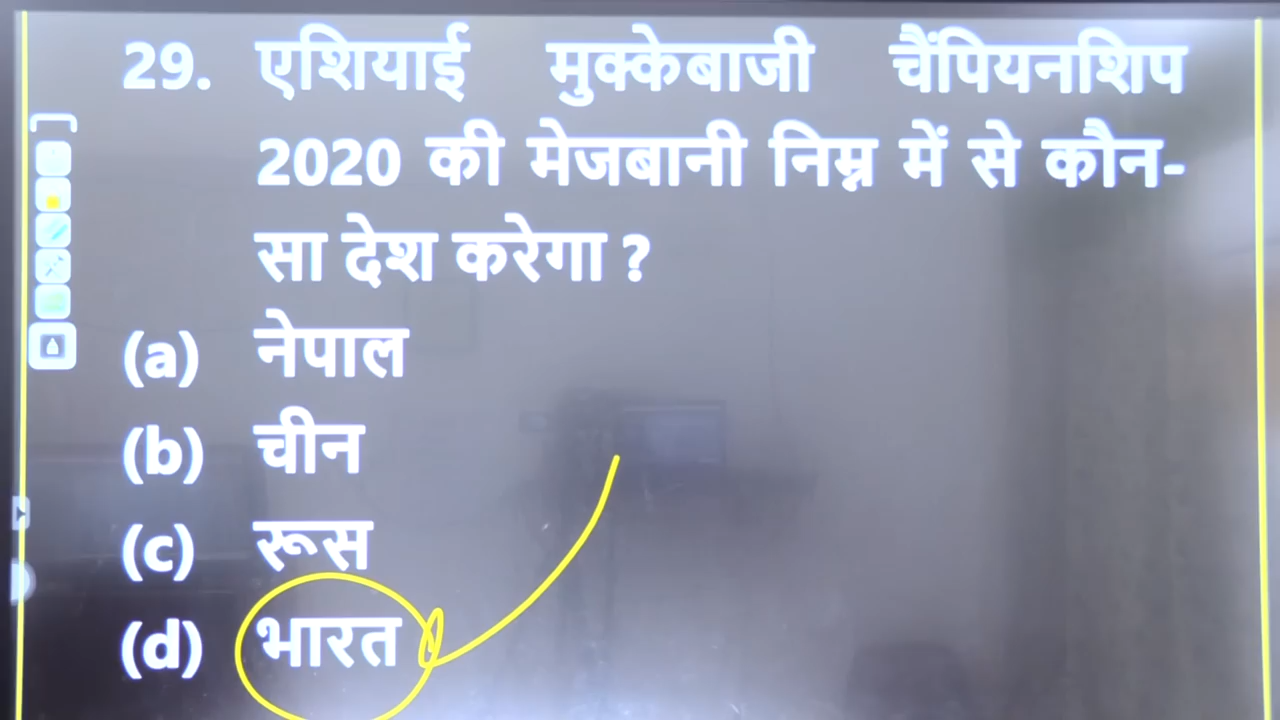 29. एशियाई मुक्केबाजी चैंपियनशिप
2020 की मेजबानी निम्न में से कौन-
सा देश करेगा ?
(a) नेपाल
(b) चीन
(c) रूस
(d) भारत